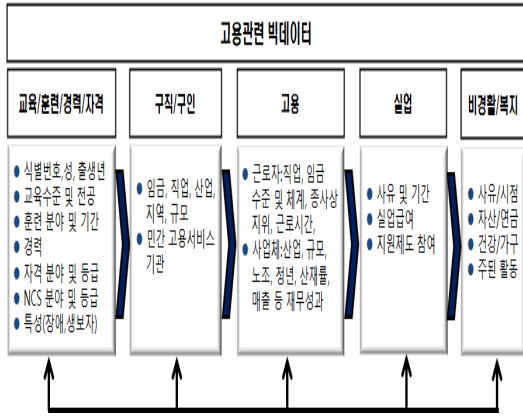 고용관련 빅데이터
교육/훈련/경력/자격
● 식별번호,성, 출생년
● 교육수준 및 전공
● 훈련 분야 및 기간
● 경력
● 자격 분야 및 등급
● NCS 분야 및 등급
● 특성(장애,생보자)
구직/구인
● 임금, 직업, 산업,
지역, 규모
● 민간 고용서비스
기관
고용
● 근로자:직업, 임금
수준 및 체계, 종사상
지위, 근로시간,
● 사업체:산업, 규모,
노조, 정년, 산재률,
매출 등 재무성과
실업
● 사유 및 기간
● 실업급여
● 지원제도 참여
비경활/복지
● 사유/시점
● 자산/연금
● 건강/가구
● 주된 활동